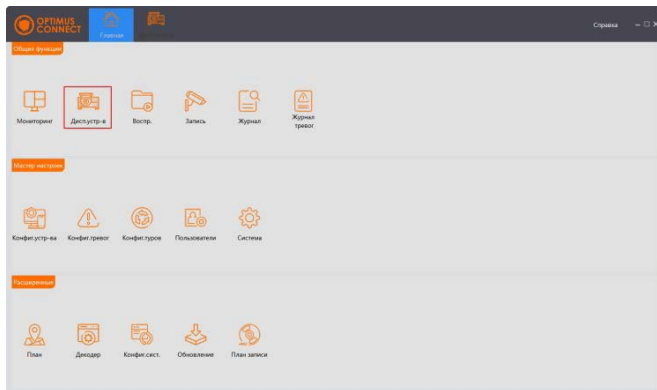 OPTIMUS
CONNECT
Главная
Справка
Общие функции
Мониторинг
Дисп.устр-в
Воспр.
Запись
Журнал
Журнал
тревог
Мастер настроек
Конфиг.устр-ва
Конфиг.тревог
Конфиг.туров
Пользователи
Система
Расширенные
План
Декодер
Конфиг.сист.
Обновление
План записи